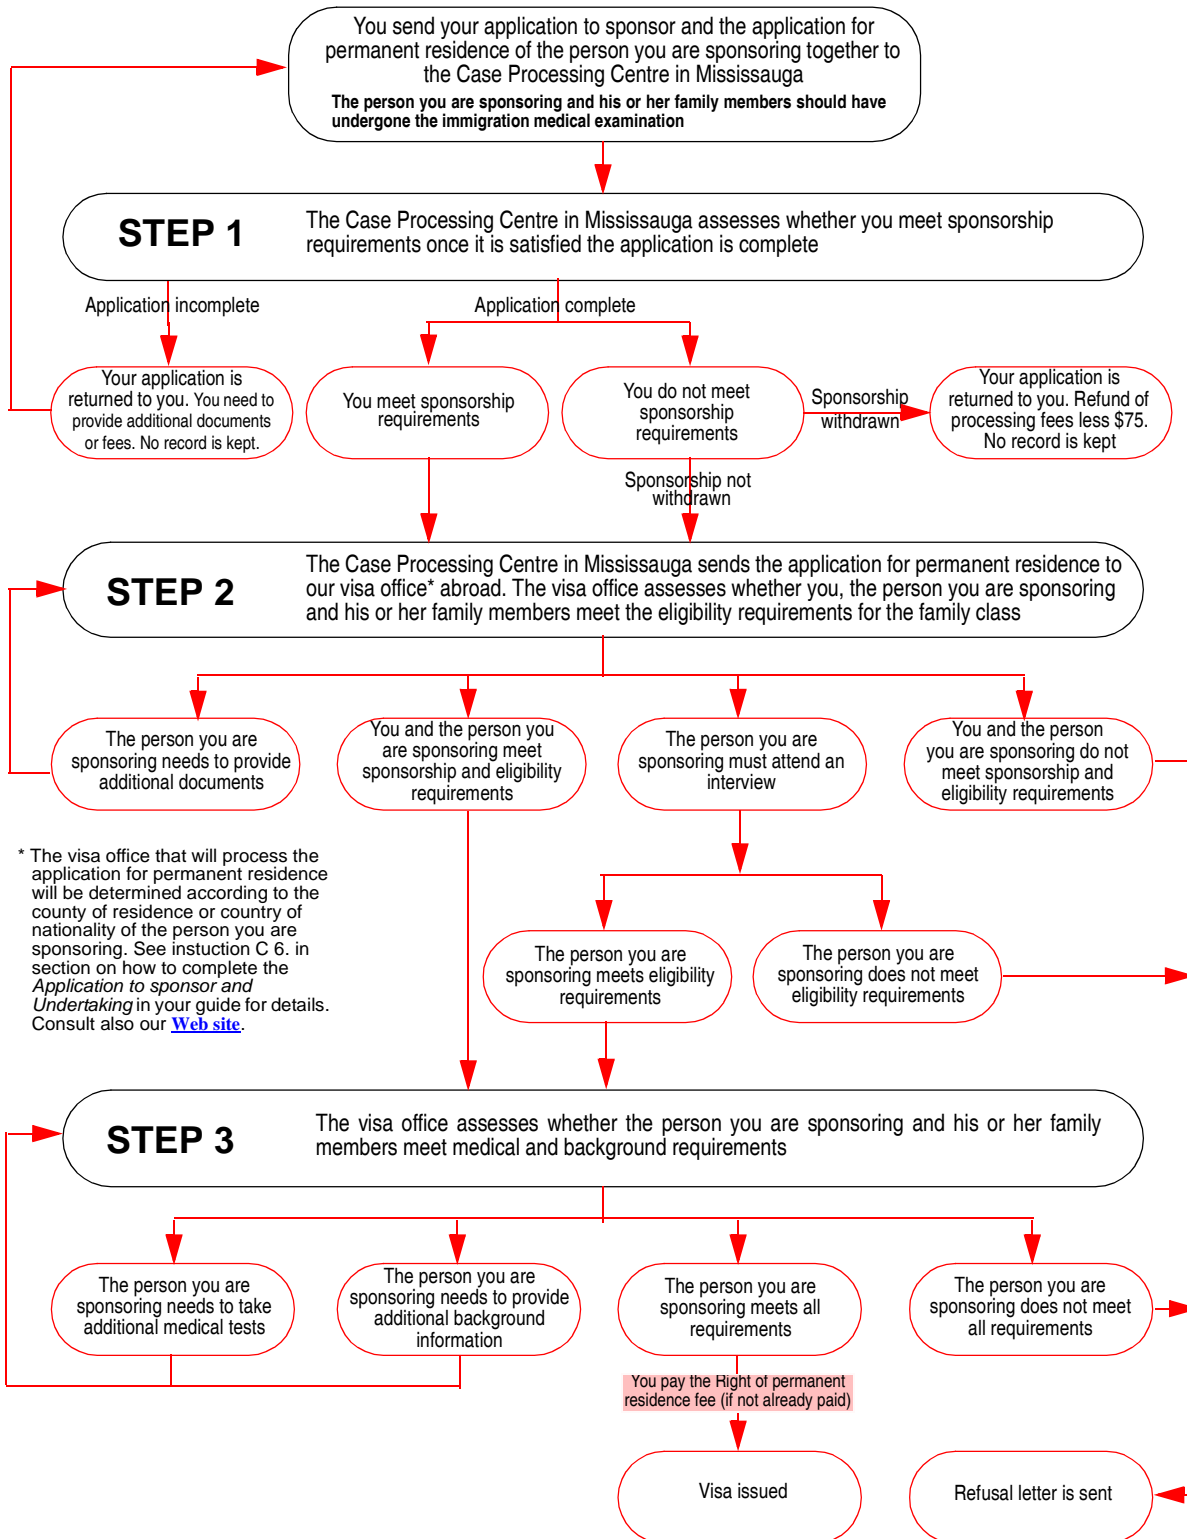 You send your application to sponsor and the application for
permanent residence of the person you are sponsoring together to
the Case Processing Centre in Mississauga
The person you are sponsoring and his or her family members should have
undergone the immigration medical examination
STEP 1
The Case Processing Centre in Mississauga assesses whether you meet sponsorship
requirements once it is satisfied the application is complete
Application incomplete
Application complete
Your application is
returned to you. You need to
provide additional documents
or fees. No record is kept.
You meet sponsorship
requirements
You do not meet
sponsorship
requirements
Sponsorship
withdrawn
Your application is
returned to you. Refund of
processing fees less $75.
No record is kept
Sponsorship not
withdrawn
STEP 2
The Case Processing Centre in Mississauga sends the application for permanent residence to
our visa office* abroad. The visa office assesses whether you, the person you are sponsoring
and his or her family members meet the eligibility requirements for the family class
The person you are
sponsoring needs to provide
additional documents
You and the person you
are sponsoring meet
sponsorship and eligibility
requirements
The person you are
sponsoring must attend an
interview
You and the person
you are sponsoring do not
meet sponsorship and
eligibility requirements
* The visa office that will process the
application for permanent residence
will be determined according to the
county of residence or country of
nationality of the person you are
sponsoring. See instuction C 6. in
section on how to complete the
Application to sponsor and
Undertaking in your guide for details.
Consult also our Web site.
The person you are
sponsoring meets eligibility
requirements
The person you are
sponsoring does not meet
eligibility requirements
STEP 3
The visa office assesses whether the person you are sponsoring and his or her family
members meet medical and background requirements
The person you are
sponsoring needs to take
additional medical tests
The person you are
sponsoring needs to provide
additional background
information
The person you are
sponsoring meets all
requirements
The person you are
sponsoring does not meet
all requirements
You pay the Right of permanent
residence fee (if not already paid)
Visa issued
Refusal letter is sent